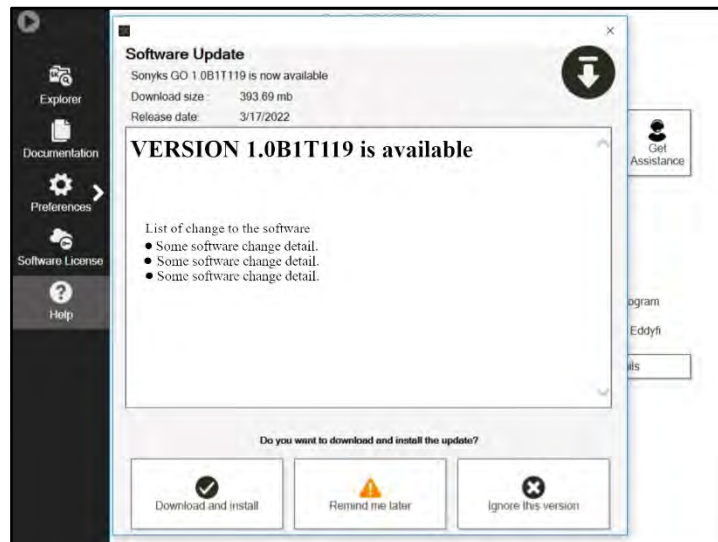 Explorer
Documentation
Preferences
Software License
Help
Software Update
Sonyks GO 1.0B1T119 is now available
Download size : 393.69 mb
Release date: 3/17/2022
VERSION 1.0B1T119 is available
List of change to the software
• Some software change detail.
• Some software change detail.
• Some software change detail.
Do you want to download and install the update?
Download and install
Remind me later
Ignore this version
Get
Assistance
ogram
Eddyfi
ils